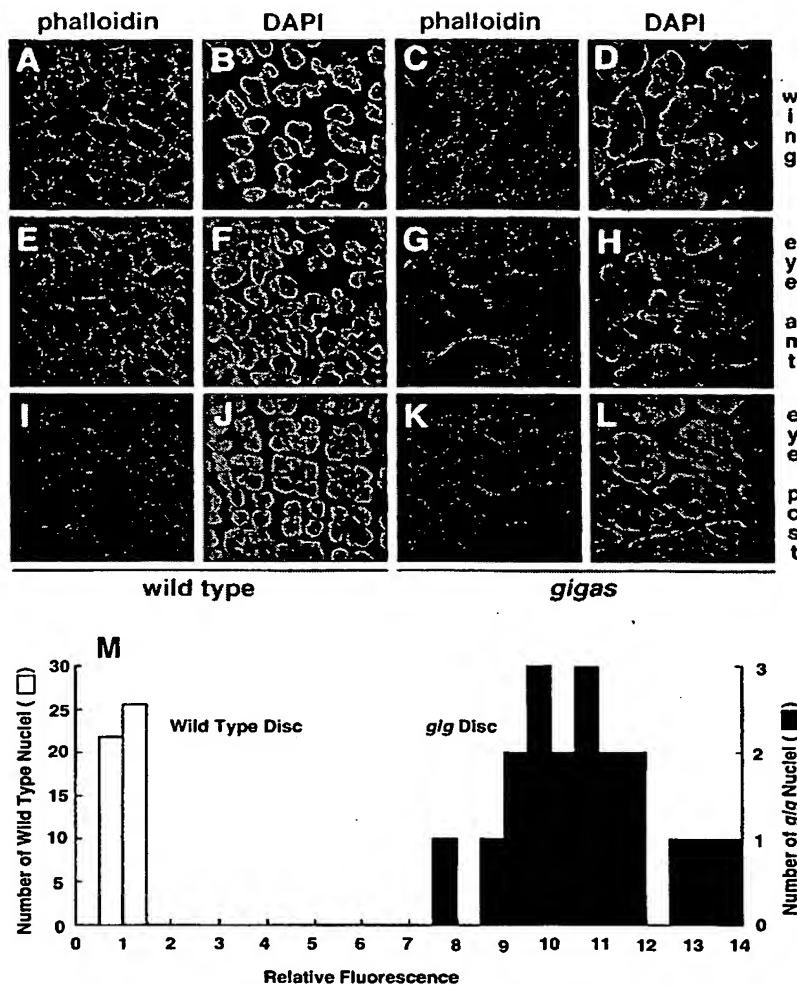 phalloidin DAPI phalloidin DAPI
A B C D
wing
E F G H
eye ant
I J K L
eye post
wild type gigas
M
Number of Wild Type Nuclei ( )
30
25
20
15
10
5
0
Wild Type Disc
gig Disc
3
2
1
0
Number of gig Nuclei ( )
0 1 2 3 4 5 6 7 8 9 10 11 12 13 14
Relative Fluorescence